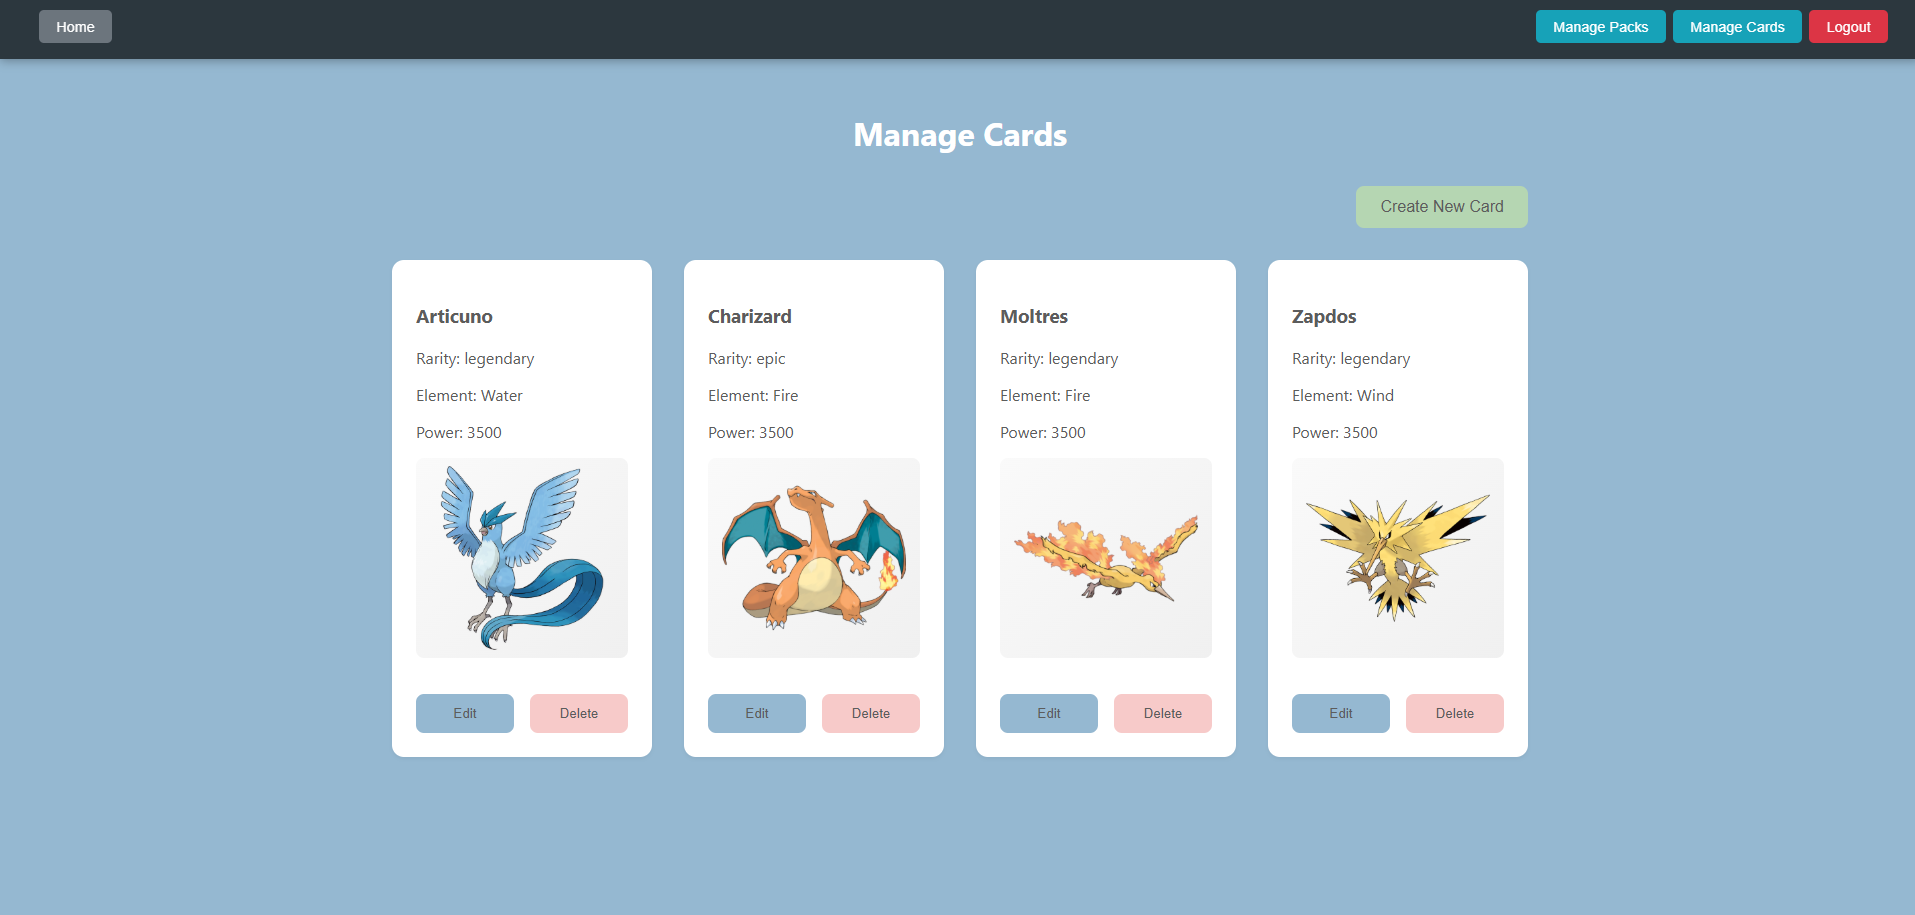 Home
Manage Packs
Manage Cards
Logout
Manage Cards
Create New Card
Articuno
Rarity: legendary
Element: Water
Power: 3500
Edit
Delete
Charizard
Rarity: epic
Element: Fire
Power: 3500
Edit
Delete
Moltres
Rarity: legendary
Element: Fire
Power: 3500
Edit
Delete
Zapdos
Rarity: legendary
Element: Wind
Power: 3500
Edit
Delete